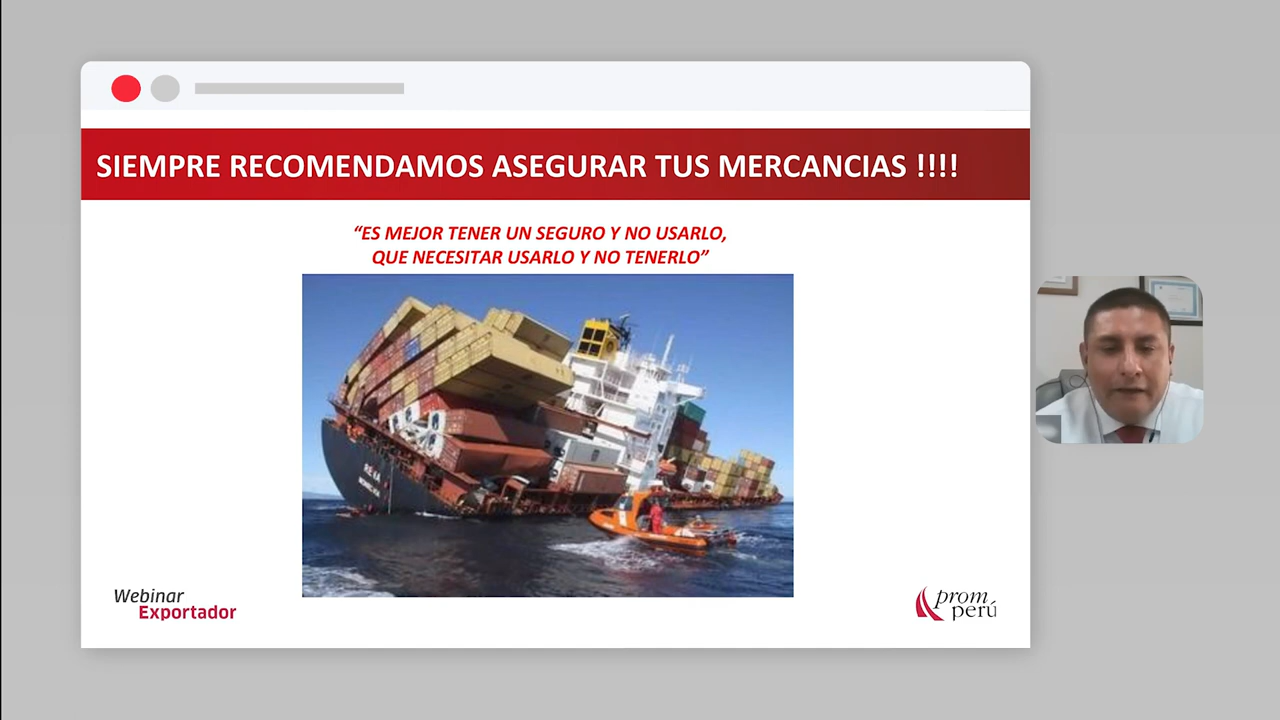 SIEMPRE RECOMENDAMOS ASEGURAR TUS MERCANCIAS !!!!
“ES MEJOR TENER UN SEGURO Y NO USARLO,
QUE NECESITAR USARLO Y NO TENERLO”
RENA
Webinar
Exportador
prom
perú